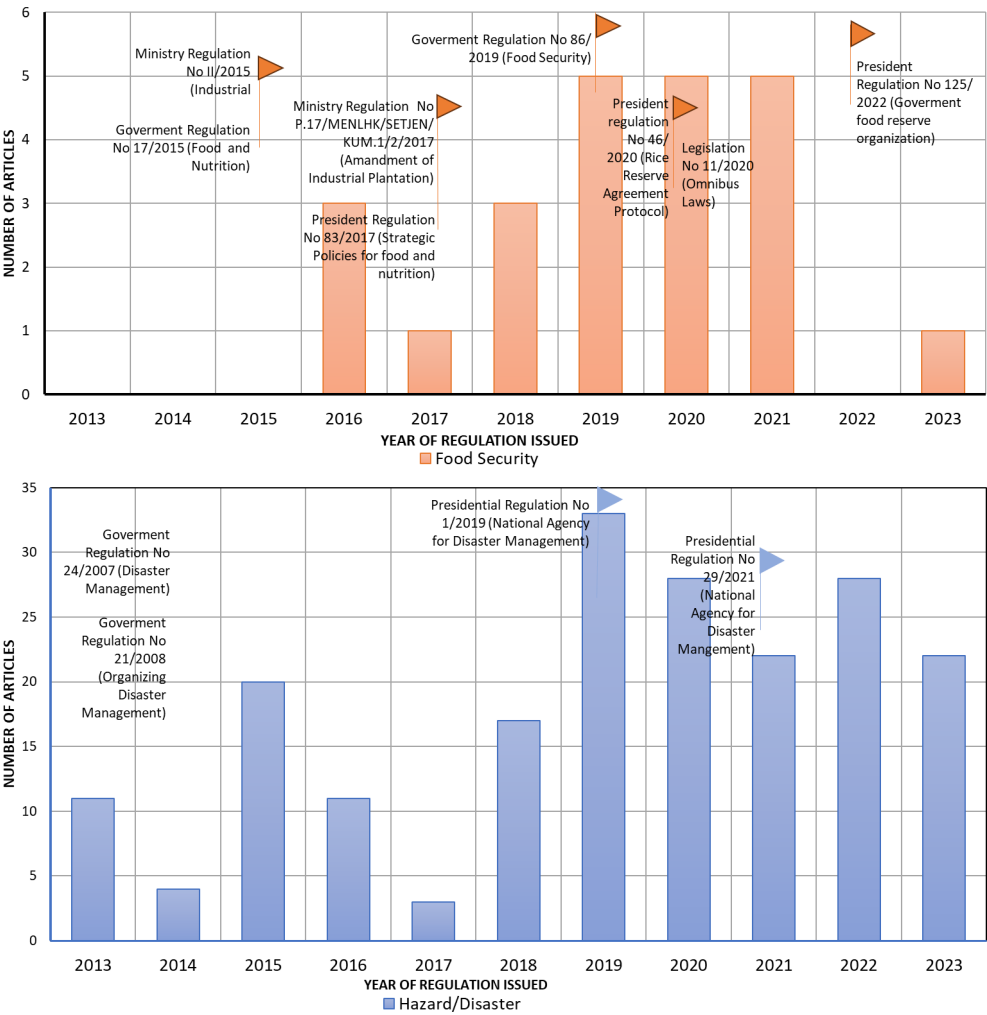 6
5
4
3
2
1
0
NUMBER OF ARTICLES
Ministry Regulation
No II/2015
(Industrial
Goverment Regulation
No 17/2015 (Food and
Nutrition)
Ministry Regulation No
P.17/MENLHK/SETJEN/
KUM.1/2/2017
(Amandment of
Industrial Plantation)
President Regulation
No 83/2017 (Strategic
Policies for food and
nutrition)
Goverment Regulation No 86/
2019 (Food Security)
President
regulation
No 46/
2020 (Rice
Reserve
Agreement
Protocol)
Legislation
No 11/2020
(Omnibus
Laws)
President
Regulation No 125/
2022 (Goverment
food reserve
organization)
2013 2014 2015 2016 2017 2018 2019 2020 2021 2022 2023
YEAR OF REGULATION ISSUED
Food Security
35
30
25
20
15
10
5
0
NUMBER OF ARTICLES
Goverment
Regulation No
24/2007 (Disaster
Management)
Goverment
Regulation No
21/2008
(Organizing
Disaster
Management)
Presidential Regulation No
1/2019 (National Agency
for Disaster Management)
Presidential
Regulation No
29/2021
(National
Agency for
Disaster
Mangement)
2013 2014 2015 2016 2017 2018 2019 2020 2021 2022 2023
YEAR OF REGULATION ISSUED
Hazard/Disaster